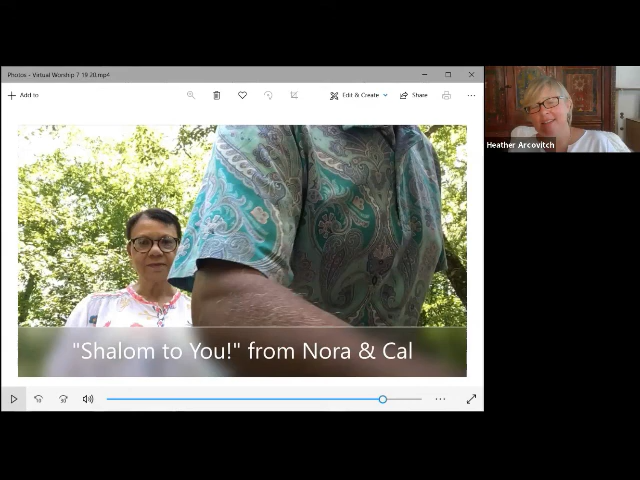 Photos - Virtual Worship 7 19 20.mp4
Add to
Edit & Create
Share
Heather Arcovitch
"Shalom to You!" from Nora & Cal